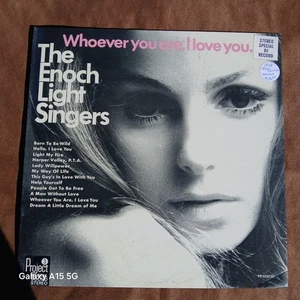 Whoever you are, I love you.
The
Enoch
Light
Singers
STEREO
SPECIAL
DJ
RECORD
Born To Be Wild
Hello, I Love You
Light My Fire
Harper Valley, P.T.A.
Lady Willpower
My Way Of Life
This Guy's In Love With You
Help Yourself
People Got To Be Free
A Man Without Love
Whoever You Are, I Love You
Dream A Little Dream of Me
Project 3
STEREO
Galaxy A15 5G